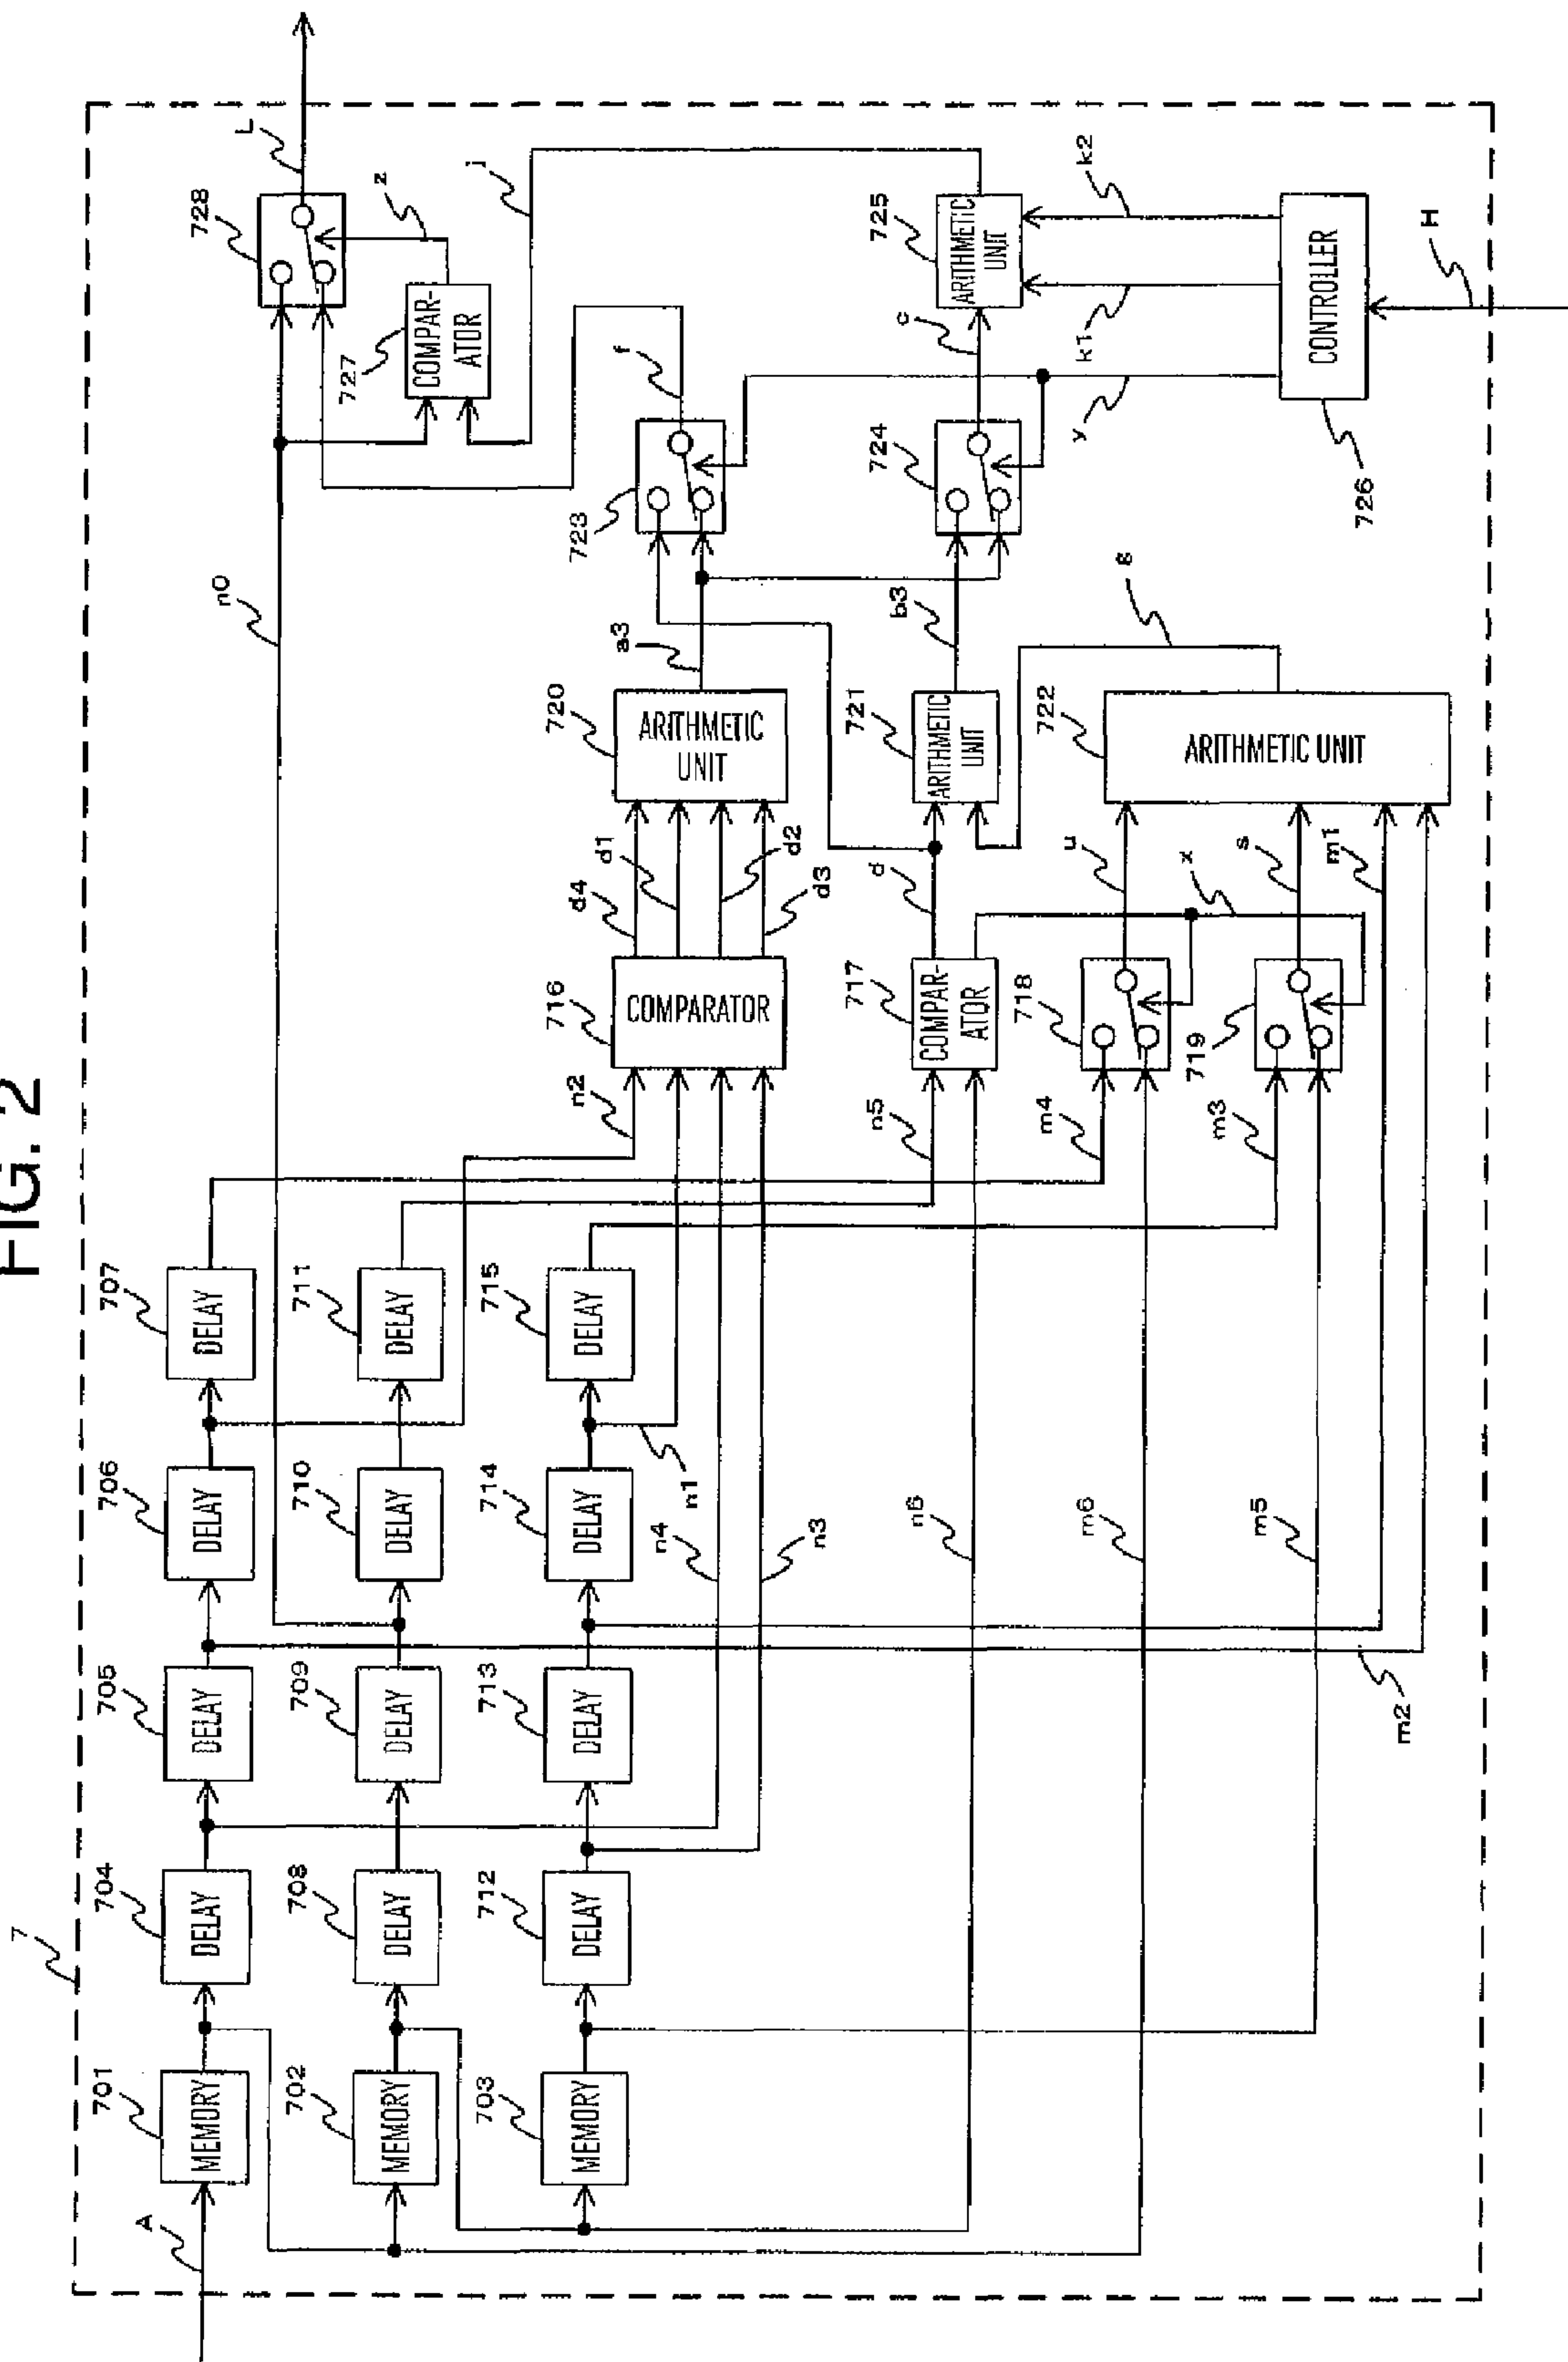 FIG. 2
7
A
701
MEMORY
702
MEMORY
703
MEMORY
704
DELAY
705
DELAY
706
DELAY
707
DELAY
708
DELAY
709
DELAY
710
DELAY
711
DELAY
712
DELAY
713
DELAY
714
DELAY
715
DELAY
n0
n1
n2
n3
n4
n5
n6
m1
m2
m3
m4
m5
m6
716
COMPARATOR
717
COMPAR-
ATOR
718
719
d4
d1
d2
d3
d
u
x
s
720
ARITHMETIC
UNIT
721
ARITHMETIC
UNIT
722
ARITHMETIC UNIT
a3
b3
g
723
724
f
c
y
k1
k2
725
ARITHMETIC
UNIT
726
CONTROLLER
H
j
727
COMPAR-
ATOR
z
728
L